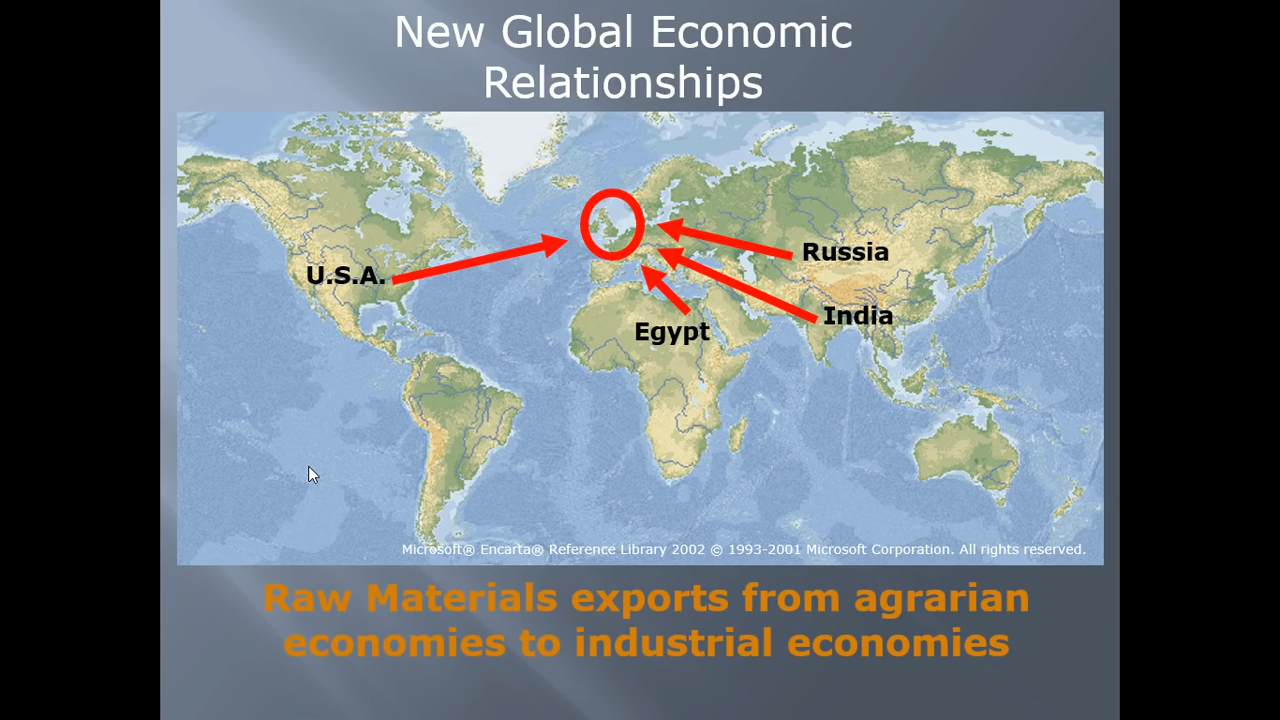 New Global Economic
Relationships
Russia
U.S.A.
India
Egypt
Microsoft® Encarta® Reference Library 2002 © 1993-2001 Microsoft Corporation. All rights reserved.
Raw Materials exports from agrarian
economies to industrial economies